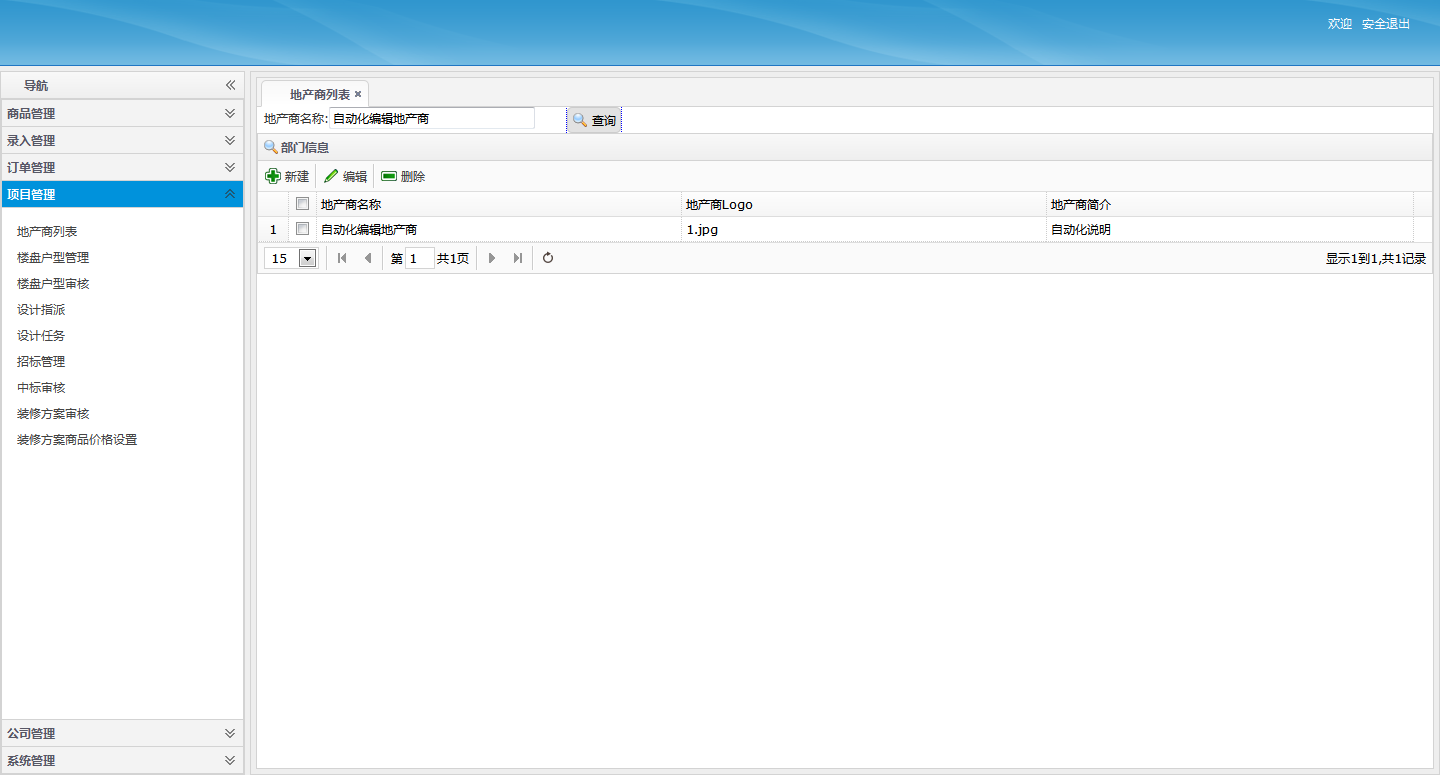 欢迎 安全退出
导航
商品管理
录入管理
订单管理
项目管理
地产商列表
楼盘户型管理
楼盘户型审核
设计指派
设计任务
招标管理
中标审核
装修方案审核
装修方案商品价格设置
公司管理
系统管理
地产商列表
地产商名称: 自动化编辑地产商 查询
部门信息
新建 编辑 删除
地产商名称 地产商Logo 地产商简介
1 自动化编辑地产商 1.jpg 自动化说明
15 第 1 共1页 显示1到1,共1记录